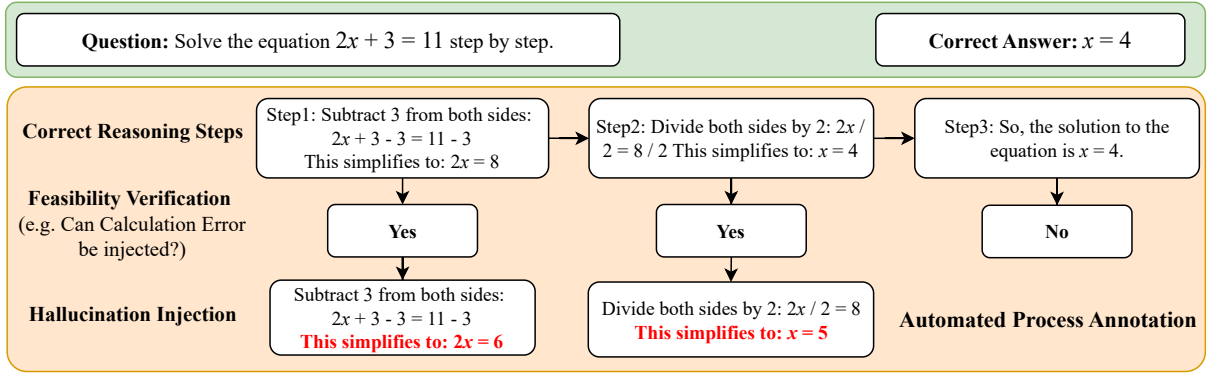 Question: Solve the equation 2x + 3 = 11 step by step.
Correct Answer: x = 4
Correct Reasoning Steps
Step1: Subtract 3 from both sides:
2x + 3 - 3 = 11 - 3
This simplifies to: 2x = 8
Step2: Divide both sides by 2: 2x /
2 = 8 / 2 This simplifies to: x = 4
Step3: So, the solution to the
equation is x = 4.
Feasibility Verification
(e.g. Can Calculation Error
be injected?)
Yes
Yes
No
Hallucination Injection
Subtract 3 from both sides:
2x + 3 - 3 = 11 - 3
This simplifies to: 2x = 6
Divide both sides by 2: 2x / 2 = 8
This simplifies to: x = 5
Automated Process Annotation